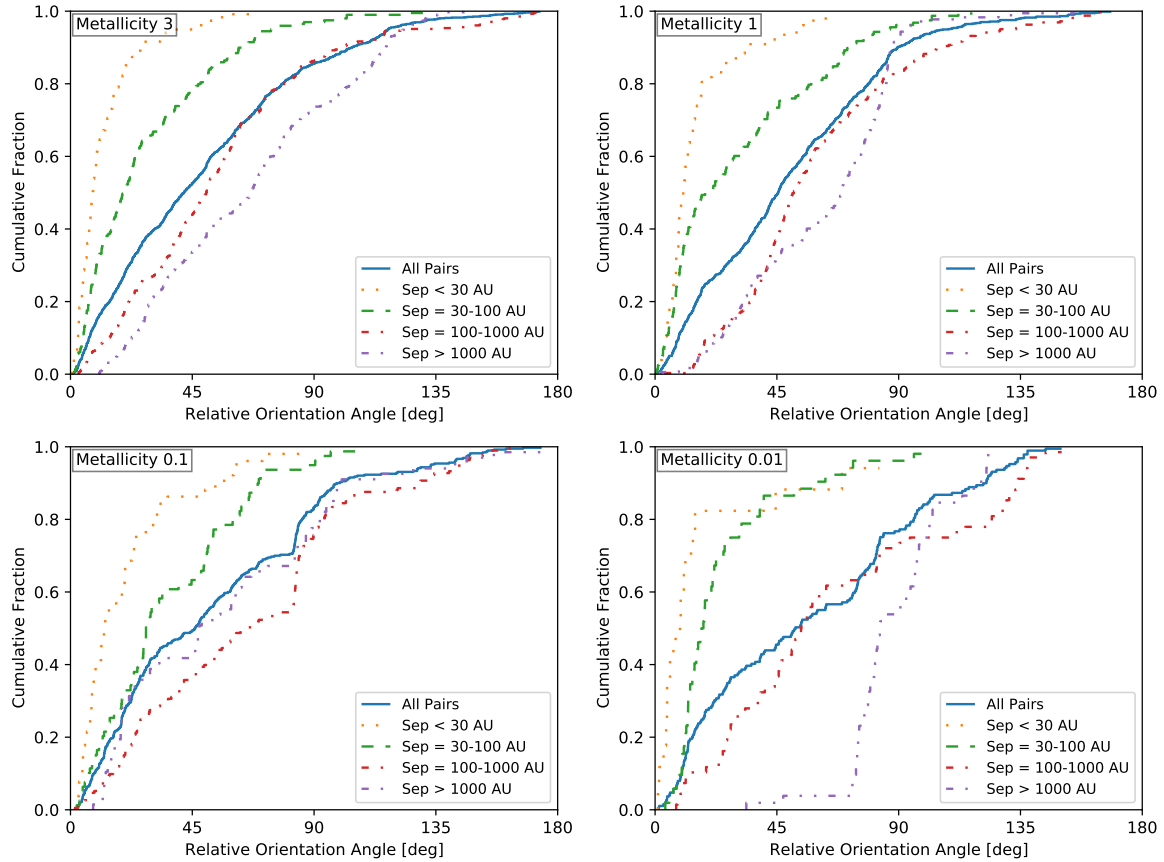 Metallicity 3
1.0
0.8
0.6
0.4
0.2
0.0
Cumulative Fraction
All Pairs
Sep < 30 AU
Sep = 30-100 AU
Sep = 100-1000 AU
Sep > 1000 AU
0 45 90 135 180
Relative Orientation Angle [deg]
Metallicity 1
1.0
0.8
0.6
0.4
0.2
0.0
Cumulative Fraction
All Pairs
Sep < 30 AU
Sep = 30-100 AU
Sep = 100-1000 AU
Sep > 1000 AU
0 45 90 135 180
Relative Orientation Angle [deg]
Metallicity 0.1
1.0
0.8
0.6
0.4
0.2
0.0
Cumulative Fraction
All Pairs
Sep < 30 AU
Sep = 30-100 AU
Sep = 100-1000 AU
Sep > 1000 AU
0 45 90 135 180
Relative Orientation Angle [deg]
Metallicity 0.01
1.0
0.8
0.6
0.4
0.2
0.0
Cumulative Fraction
All Pairs
Sep < 30 AU
Sep = 30-100 AU
Sep = 100-1000 AU
Sep > 1000 AU
0 45 90 135 180
Relative Orientation Angle [deg]